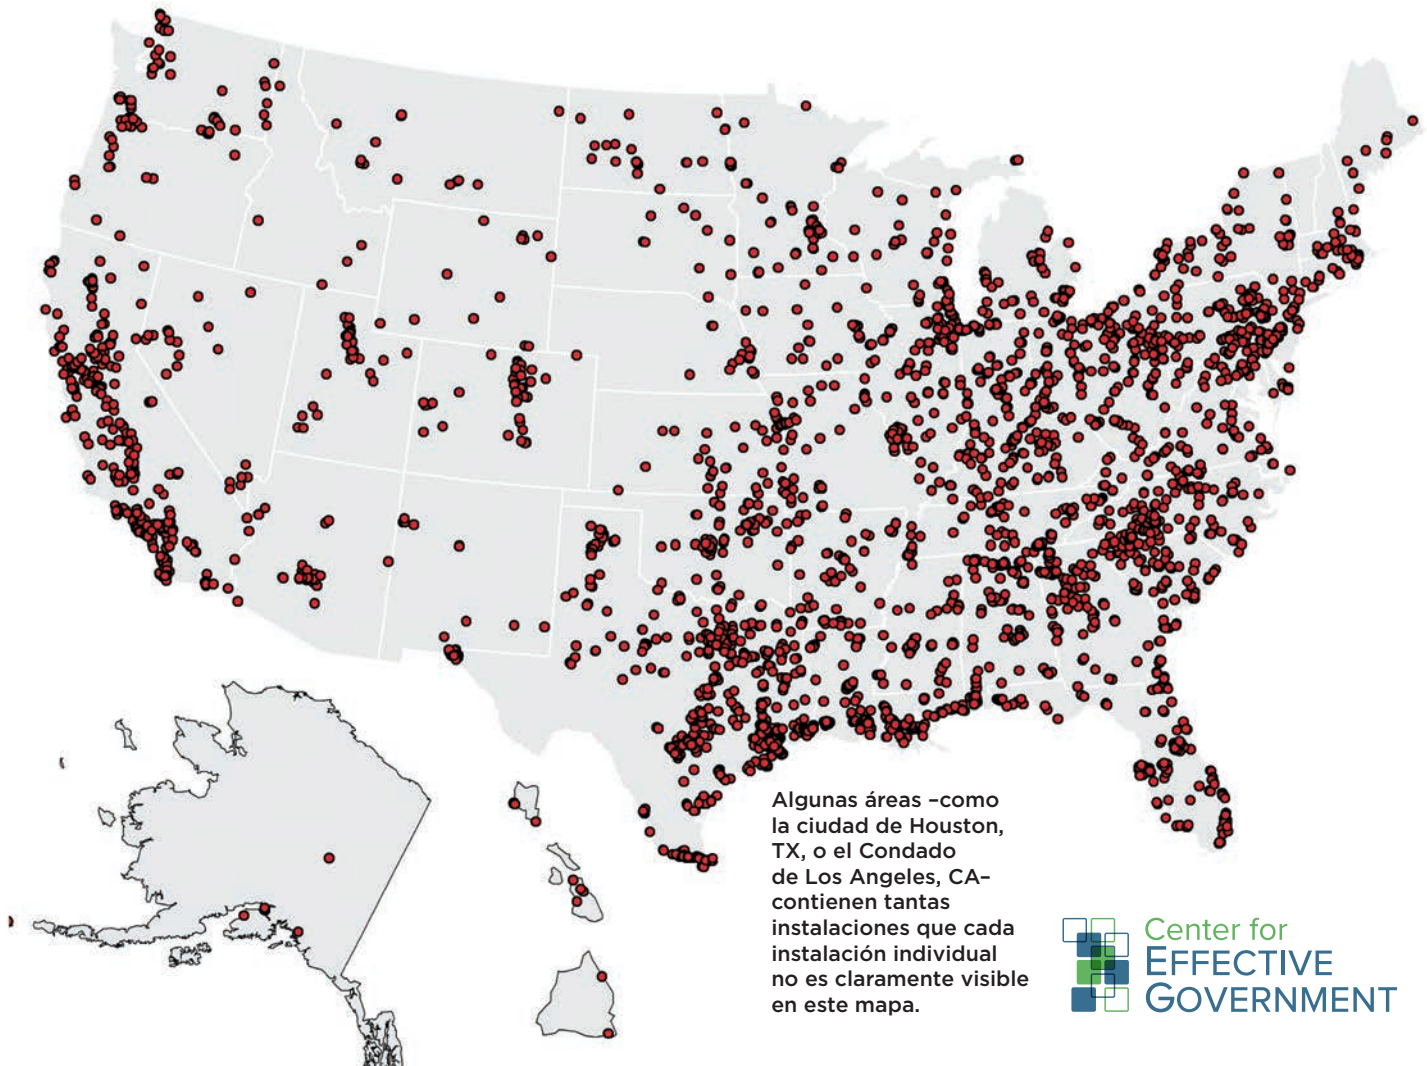 Algunas áreas –como
la ciudad de Houston,
TX, o el Condado
de Los Angeles, CA–
contienen tantas
instalaciones que cada
instalación individual
no es claramente visible
en este mapa.
Center for
EFFECTIVE
GOVERNMENT